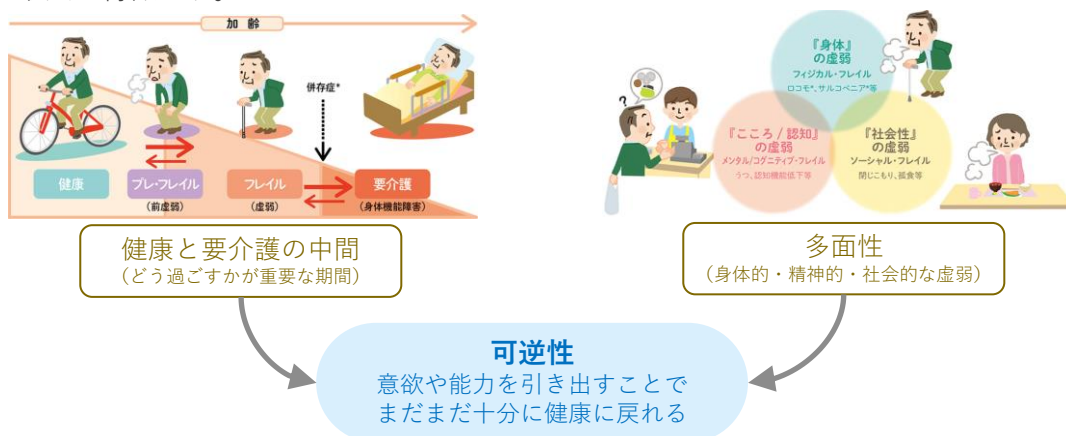 加 齢
併存症*
健康
プレ・フレイル
(前虚弱)
フレイル
(虚弱)
要介護
(身体機能障害)
『身体』
の虚弱
フィジカル・フレイル
ロコモ*、サルコペニア*等
?
『こころ / 認知』
の虚弱
メンタル/コグニティブ・フレイル
うつ、認知機能低下等
『社会性』
の虚弱
ソーシャル・フレイル
閉じこもり、孤食等
健康と要介護の中間
(どう過ごすかが重要な期間)
多面性
(身体的・精神的・社会的な虚弱)
可逆性
意欲や能力を引き出すことで
まだまだ十分に健康に戻れる